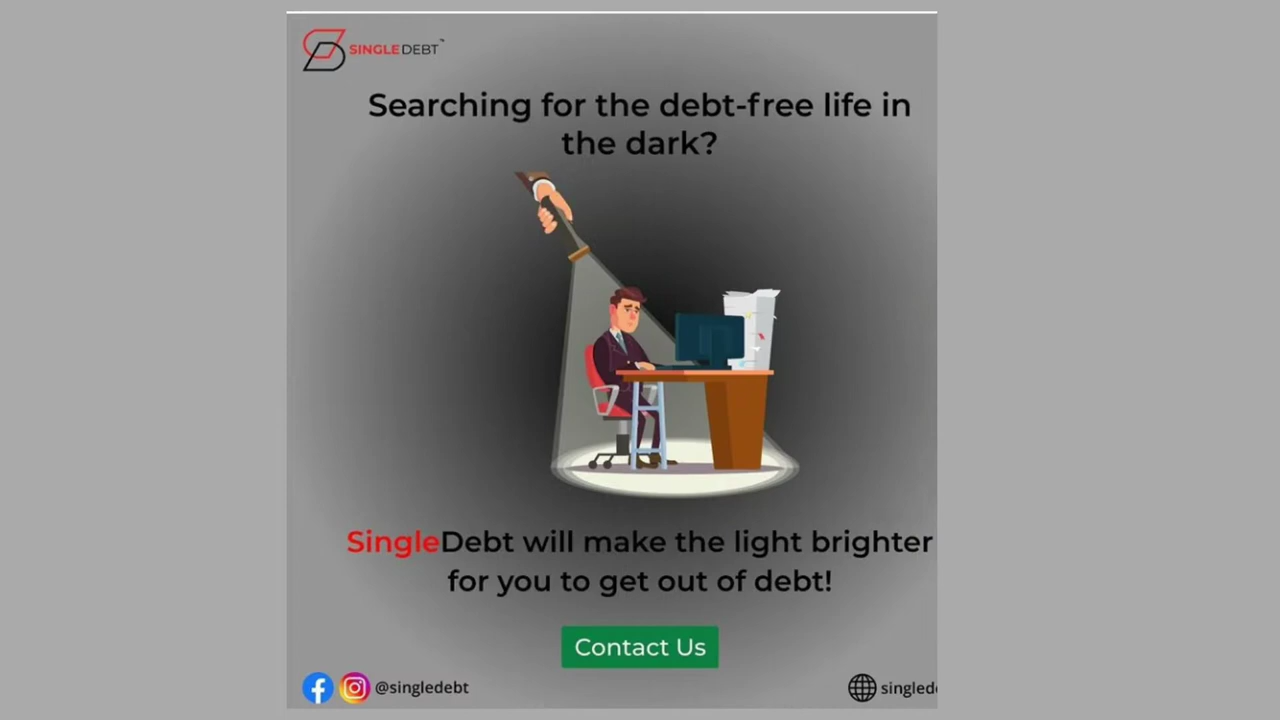 SINGLEDEBT™
Searching for the debt-free life in
the dark?
SingleDebt will make the light brighter
for you to get out of debt!
Contact Us
@singledebt